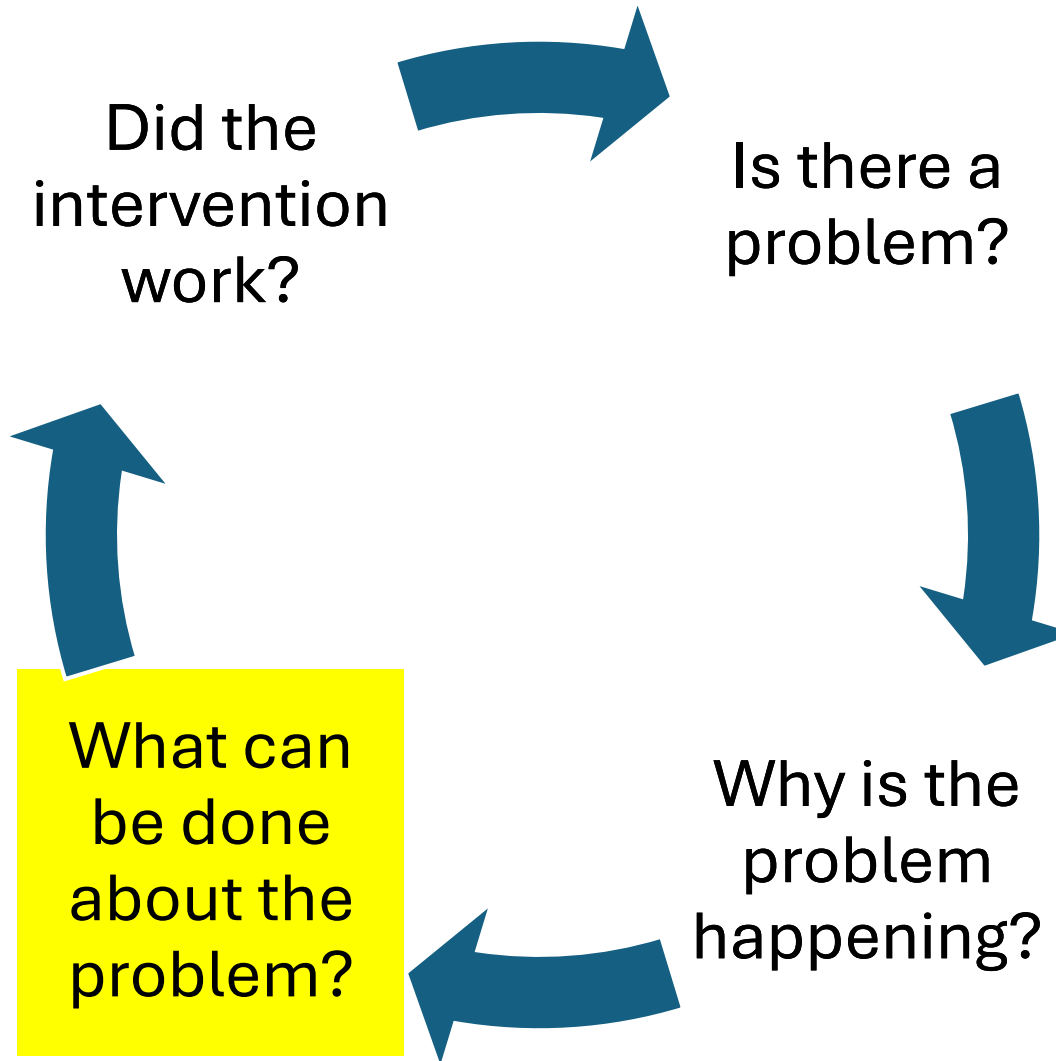 Did the
intervention
work?
Is there a
problem?
Why is the
problem
happening?
What can
be done
about the
problem?